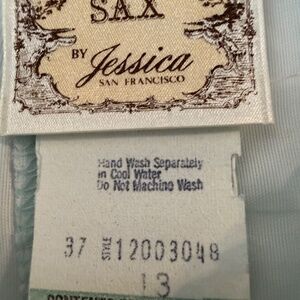 SAX
BY Jessica
SAN FRANCISCO
Hand Wash Separately
in Cool Water
Do Not Machine Wash
37 STYLE 12003048
13